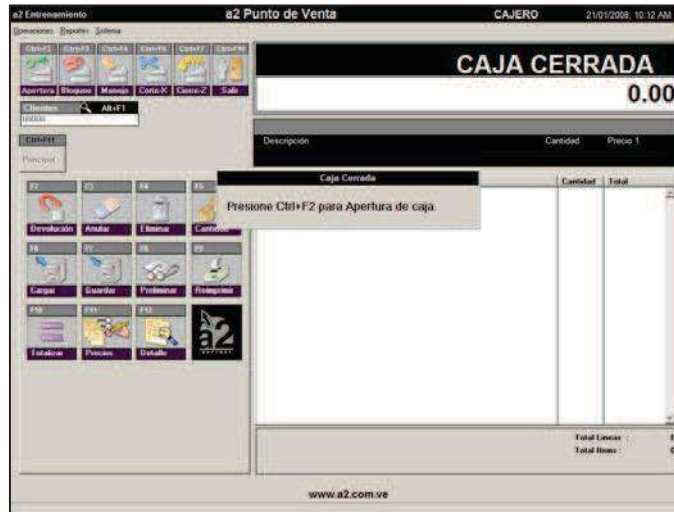 a2 Entrenamiento a2 Punto de Venta CAJERO 21/01/2008, 10:12 AM
Operaciones Reportes Sistema
Ctrl+F2 Ctrl+F3 Ctrl+F4 Ctrl+F6 Ctrl+F7 Ctrl+F10
Apertura Bloqueo Manejo Corte-X Cierre-Z Salir
CAJA CERRADA
0.00
Clientes Alt+F1
Ctrl+F11
Principal
Descripción Cantidad Precio 1
Caja Cerrada
Presione Ctrl+F2 para Apertura de caja
Cantidad Total
F2 F3 F4 F5
Devolución Anular Eliminar Cantidad
F6 F7 F8 F9
Cargar Guardar Preliminar Reimprimir
F10 F11 F12
Totalizar Precios Detalle a2
Total Lineas :
Total Items :
www.a2.com.ve